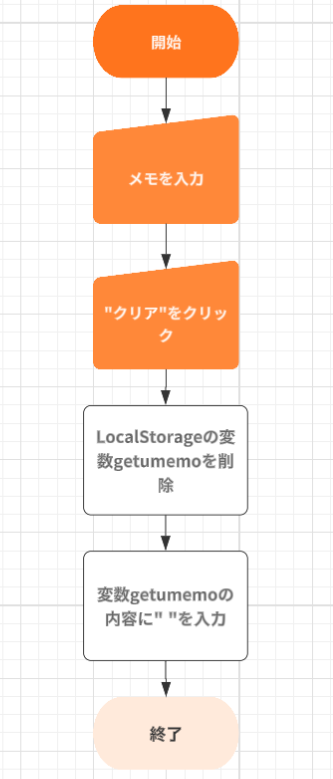 開始
メモを入力
"クリア"をクリッ
ク
LocalStorageの変
数getumemoを削
除
変数getumemoの
内容に" "を入力
終了